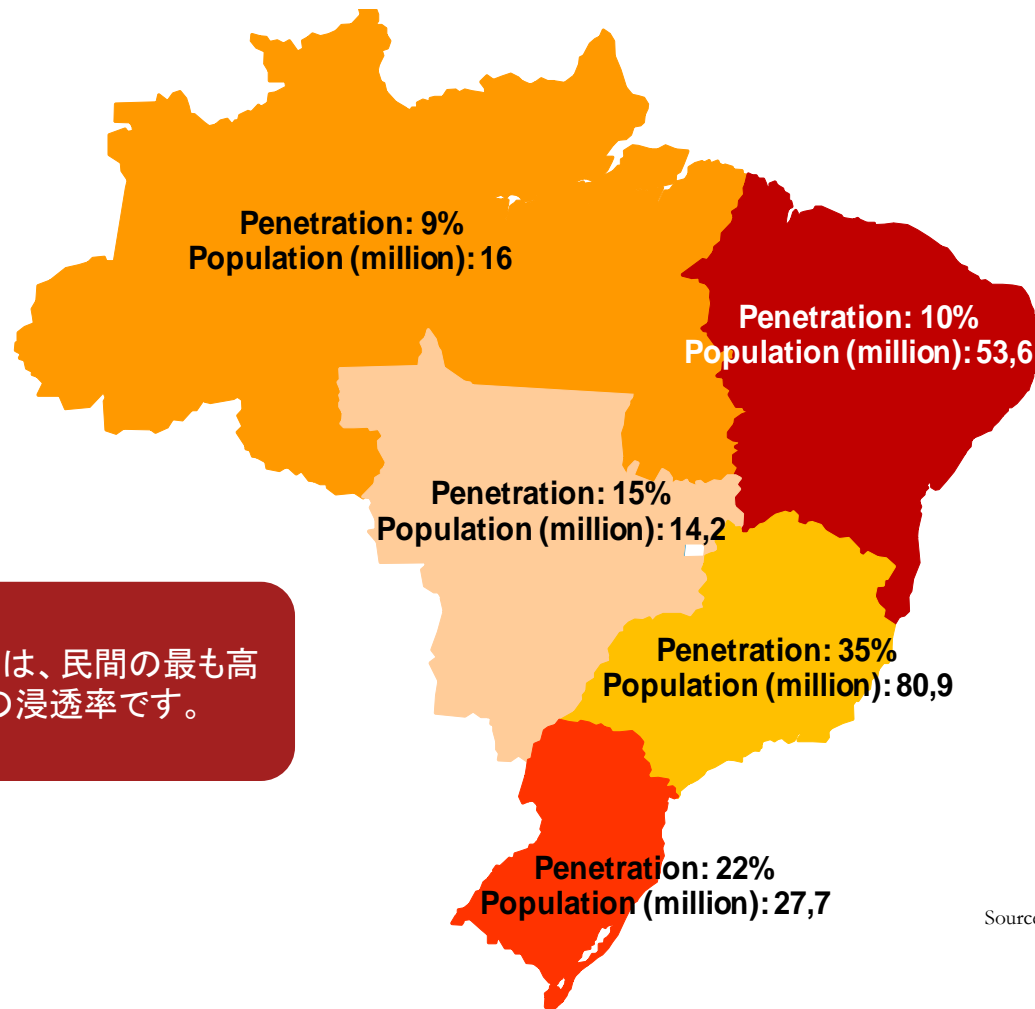 Penetration: 9%
Population (million): 16
Penetration: 10%
Population (million): 53,6
Penetration: 15%
Population (million): 14,2
は、民間の最も高
の浸透率です。
Penetration: 35%
Population (million): 80,9
Penetration: 22%
Population (million): 27,7
Source